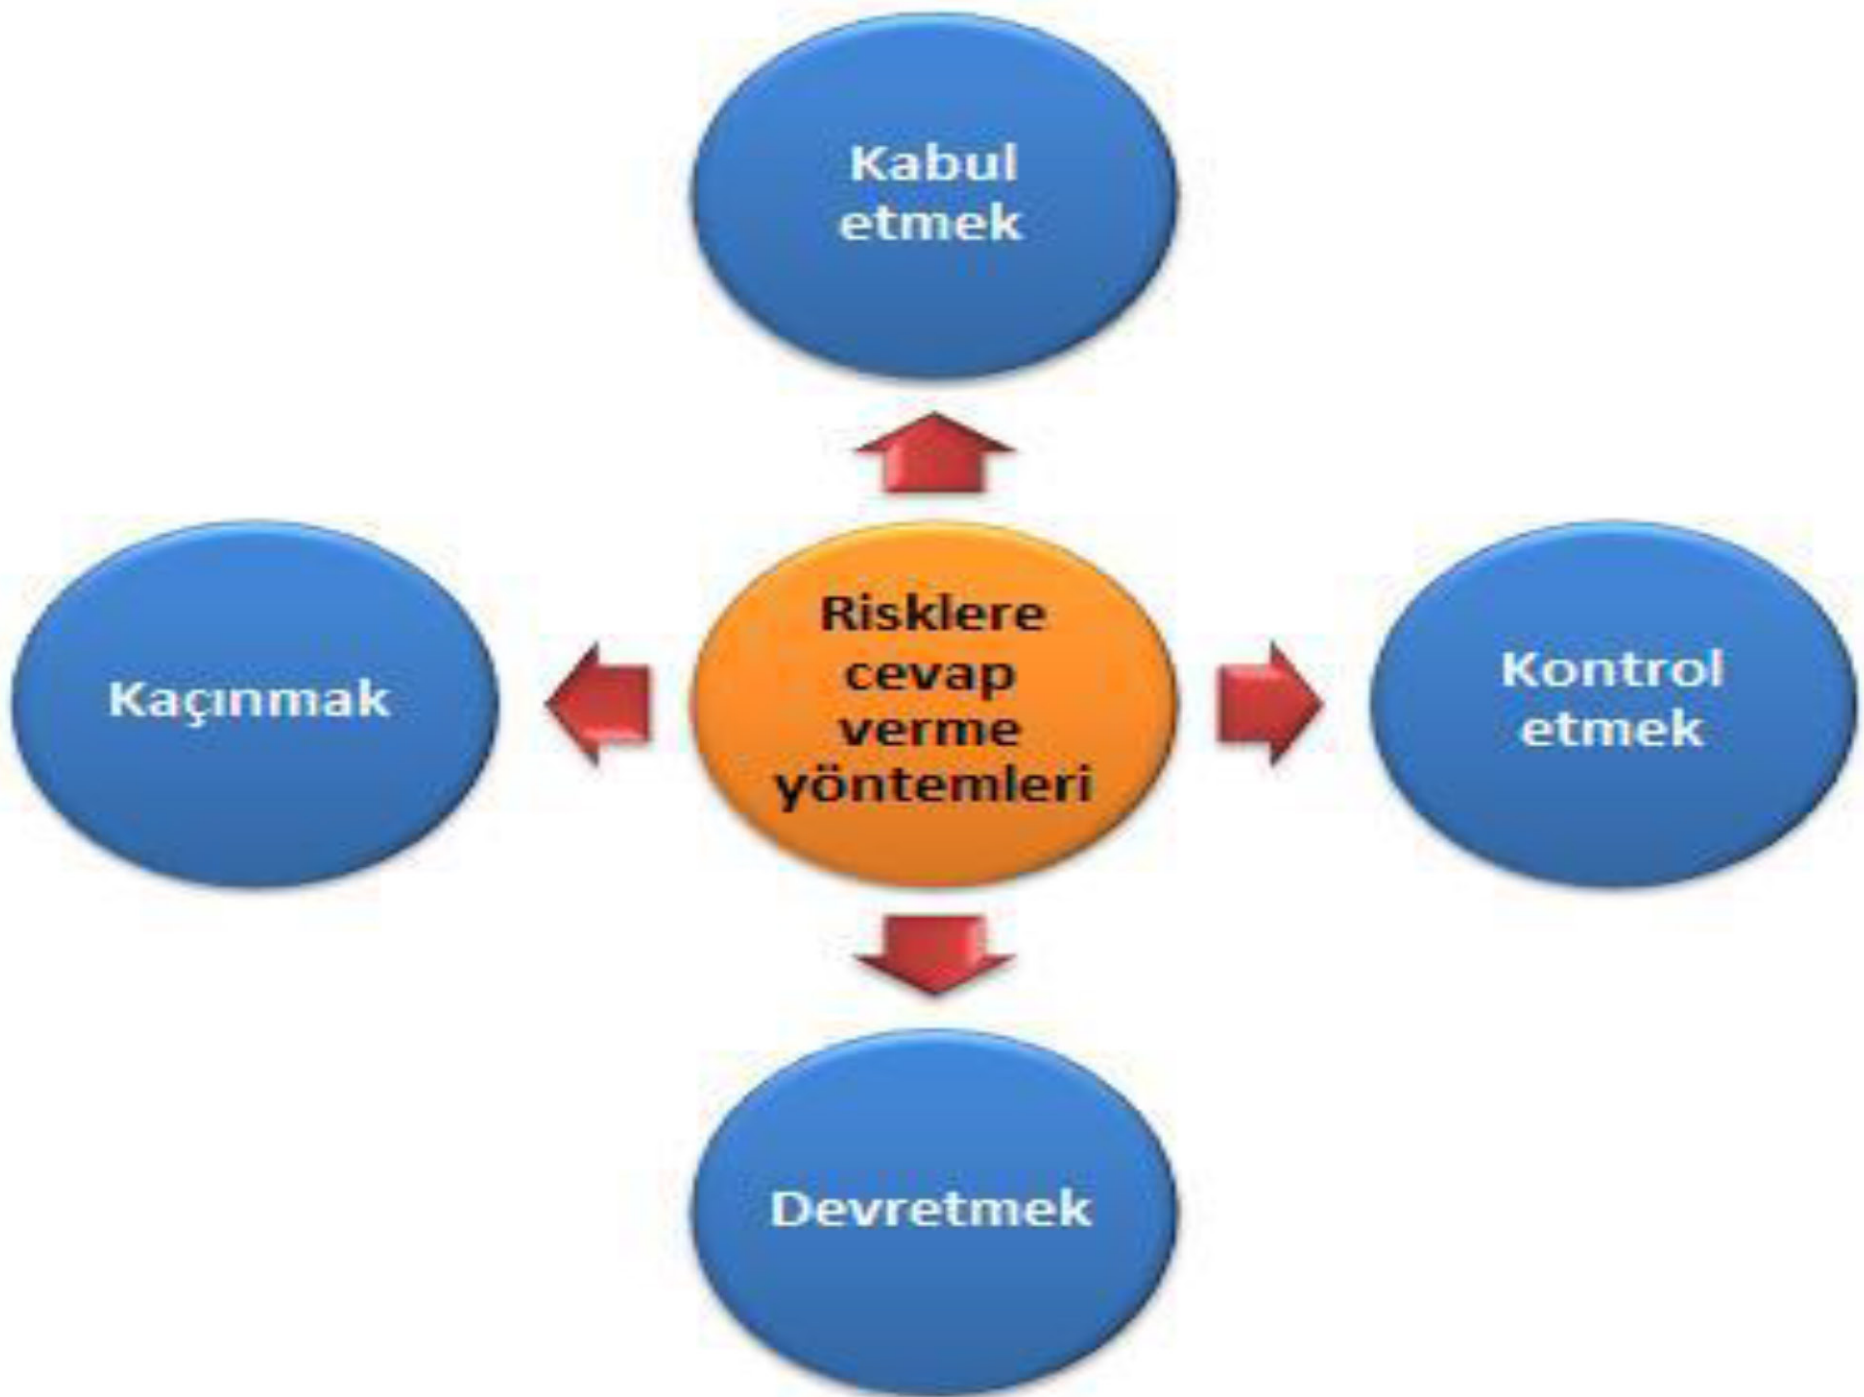 Kabul
etmek
Kaçınmak
Risklere
cevap
verme
yöntemleri
Kontrol
etmek
Devretmek